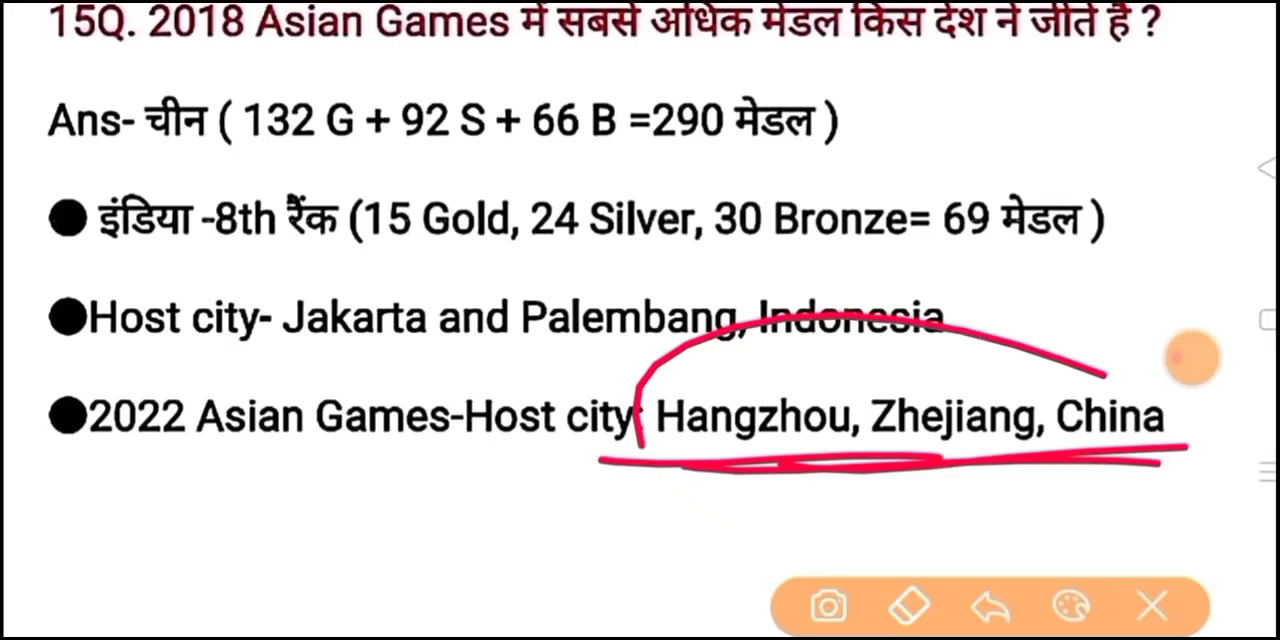 15Q. 2018 Asian Games में सबसे अधिक मेडल किस देश ने जीते है ?
Ans- चीन ( 132 G + 92 S + 66 B =290 मेडल )
● इंडिया -8th रैंक (15 Gold, 24 Silver, 30 Bronze= 69 मेडल )
●Host city- Jakarta and Palembang, Indonesia
●2022 Asian Games-Host city: Hangzhou, Zhejiang, China